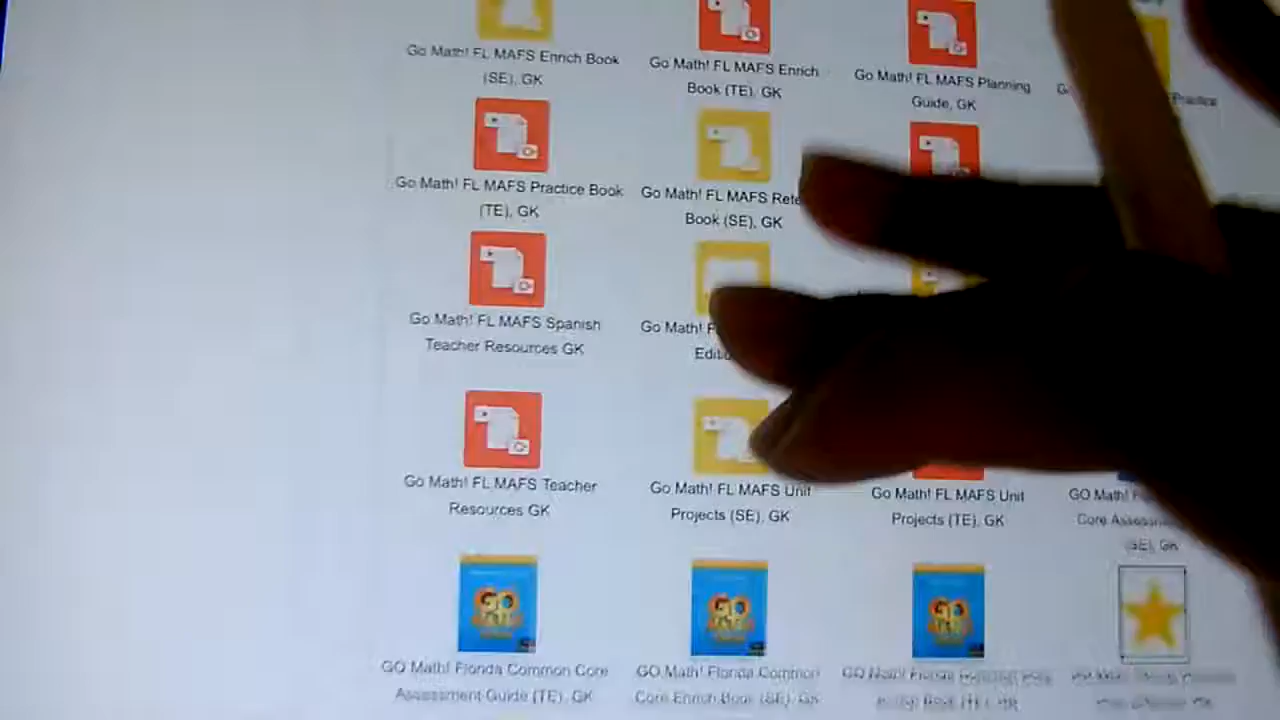 Go Math! FL MAFS Enrich Book
(SE), GK
Go Math! FL MAFS Enrich
Book (TE), GK
Go Math! FL MAFS Planning
Guide, GK
Practice
Go Math! FL MAFS Practice Book
(TE), GK
Go Math! FL MAFS
Book (SE), GK
Go Math! FL MAFS Spanish
Teacher Resources GK
Go Math!
Go Math! FL MAFS Teacher
Resources GK
Go Math! FL MAFS Unit
Projects (SE), GK
Go Math! FL MAFS Unit
Projects (TE), GK
GO Math!
Core
(SE), GK
GO
GO
GO
GO Math! Florida Common Core
Assessment Guide (TE), GK
GO Math! Florida Common
Core Enrich Book (SE), GK